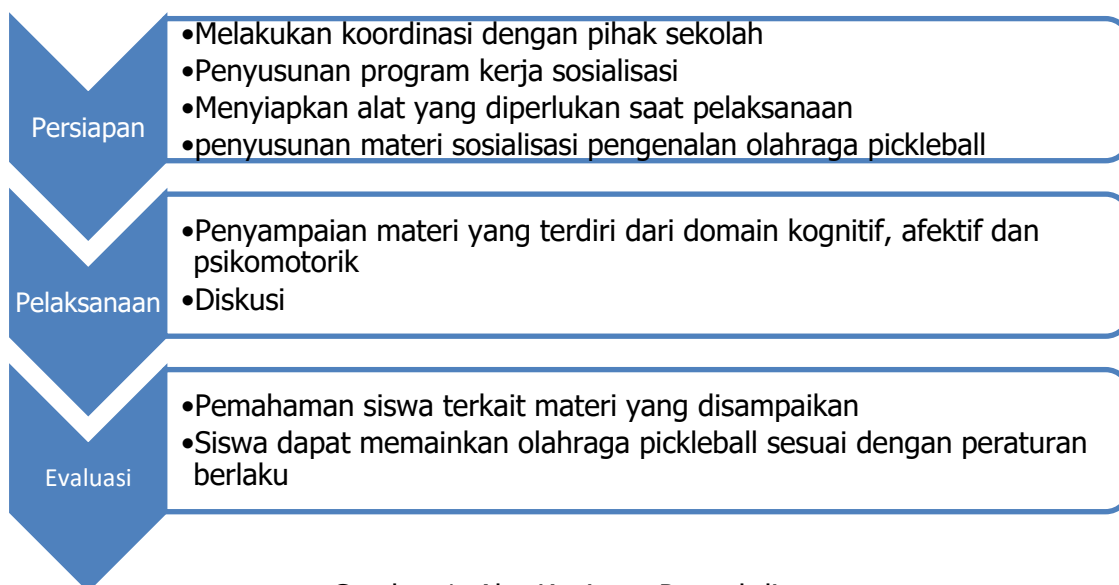 Persiapan
•Melakukan koordinasi dengan pihak sekolah
•Penyusunan program kerja sosialisasi
•Menyiapkan alat yang diperlukan saat pelaksanaan
•penyusunan materi sosialisasi pengenalan olahraga pickleball
Pelaksanaan
•Penyampaian materi yang terdiri dari domain kognitif, afektif dan
psikomotorik
•Diskusi
Evaluasi
•Pemahaman siswa terkait materi yang disampaikan
•Siswa dapat memainkan olahraga pickleball sesuai dengan peraturan
berlaku